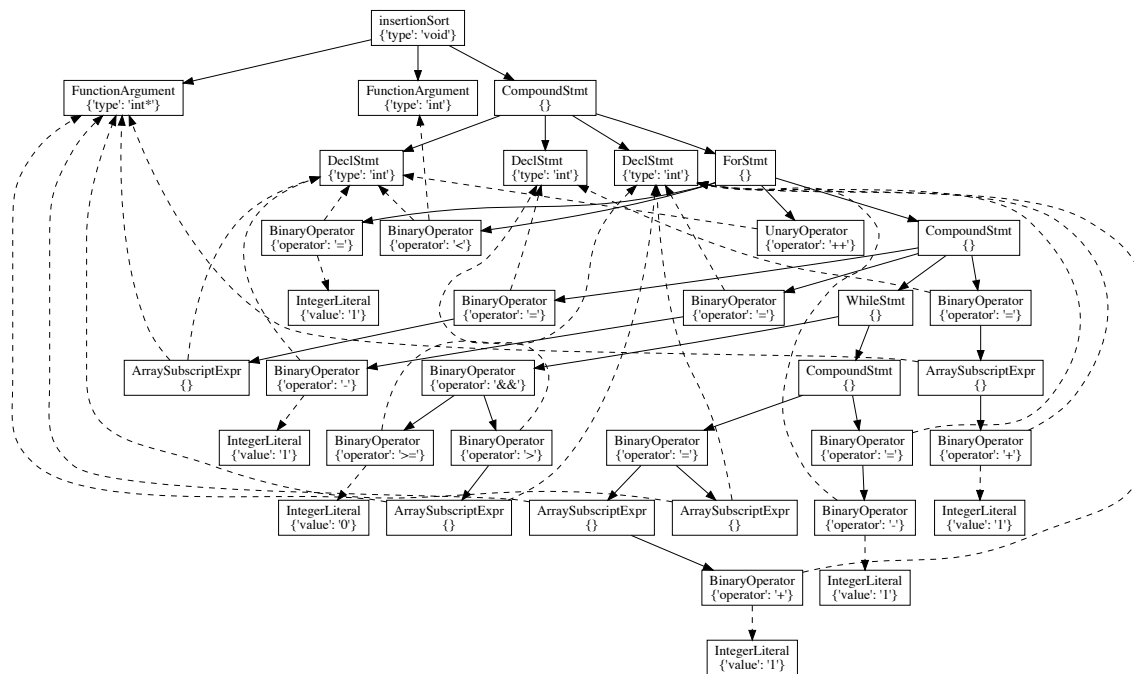 insertionSort
{'type': 'void'}
FunctionArgument
{'type': 'int*'}
FunctionArgument
{'type': 'int'}
CompoundStmt
{}
DeclStmt
{'type': 'int'}
DeclStmt
{'type': 'int'}
DeclStmt
{'type': 'int'}
ForStmt
{}
BinaryOperator
{'operator': '='}
BinaryOperator
{'operator': '<'}
UnaryOperator
{'operator': '++'}
CompoundStmt
{}
IntegerLiteral
{'value': '1'}
BinaryOperator
{'operator': '='}
BinaryOperator
{'operator': '='}
WhileStmt
{}
BinaryOperator
{'operator': '='}
ArraySubscriptExpr
{}
BinaryOperator
{'operator': '-'}
BinaryOperator
{'operator': '&&'}
CompoundStmt
{}
ArraySubscriptExpr
{}
IntegerLiteral
{'value': '1'}
BinaryOperator
{'operator': '>='}
BinaryOperator
{'operator': '>'}
BinaryOperator
{'operator': '='}
BinaryOperator
{'operator': '='}
BinaryOperator
{'operator': '+'}
IntegerLiteral
{'value': '0'}
ArraySubscriptExpr
{}
ArraySubscriptExpr
{}
ArraySubscriptExpr
{}
BinaryOperator
{'operator': '-'}
IntegerLiteral
{'value': '1'}
BinaryOperator
{'operator': '+'}
IntegerLiteral
{'value': '1'}
IntegerLiteral
{'value': '1'}